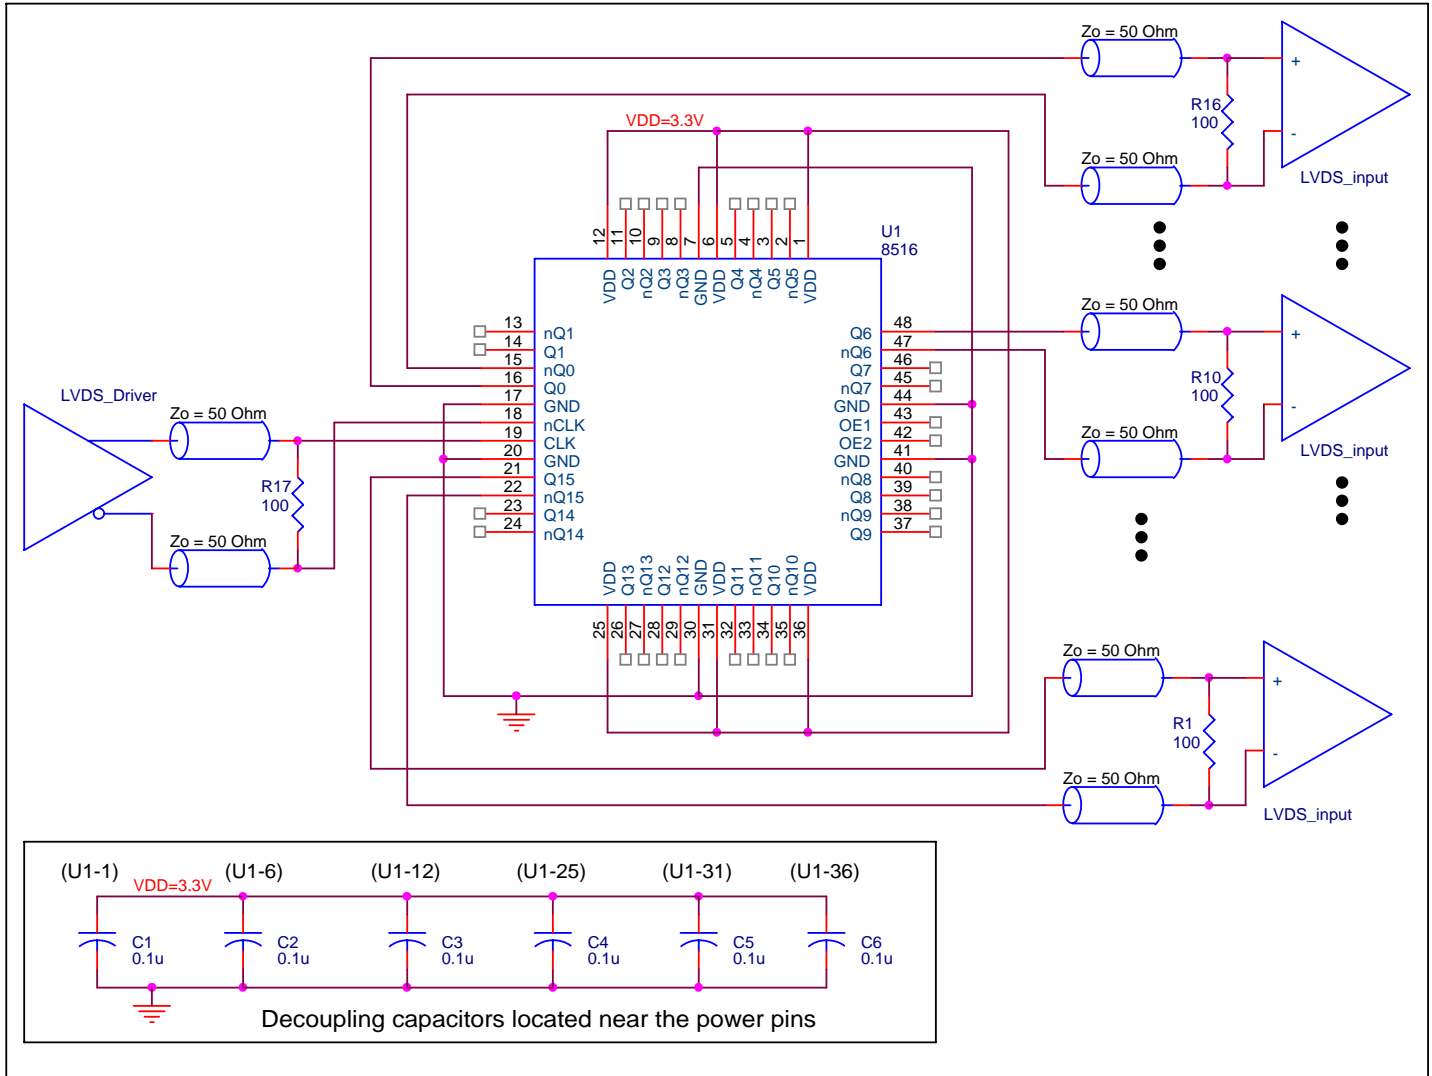 Zo = 50 Ohm
+
R16
100
-
Zo = 50 Ohm
LVDS_input
VDD=3.3V
U1
8516
12
11
10
9
8
7
6
5
4
3
2
1
VDD
Q2
nQ2
Q3
nQ3
GND
VDD
Q4
nQ4
Q5
nQ5
VDD
13 nQ1
14 Q1
15 nQ0
16 Q0
17 GND
18 nCLK
19 CLK
20 GND
21 Q15
22 nQ15
23 Q14
24 nQ14
Q6 48
nQ6 47
Q7 46
nQ7 45
GND 44
OE1 43
OE2 42
GND 41
nQ8 40
Q8 39
nQ9 38
Q9 37
VDD
Q13
nQ13
Q12
nQ12
GND
VDD
Q11
nQ11
Q10
nQ10
VDD
25
26
27
28
29
30
31
32
33
34
35
36
LVDS_Driver
Zo = 50 Ohm
R17
100
Zo = 50 Ohm
Zo = 50 Ohm
+
R10
100
-
Zo = 50 Ohm
LVDS_input
Zo = 50 Ohm
+
R1
100
-
Zo = 50 Ohm
LVDS_input
(U1-1) (U1-6) (U1-12) (U1-25) (U1-31) (U1-36)
VDD=3.3V
C1 C2 C3 C4 C5 C6
0.1u 0.1u 0.1u 0.1u 0.1u 0.1u
Decoupling capacitors located near the power pins